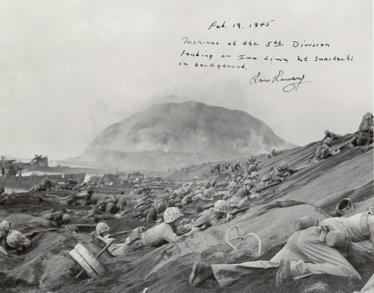 Feb. 19, 1945
Marines of the 5th Division
landing on Iwo Jima, Mt Suribachi
in background.
Lou Lowery